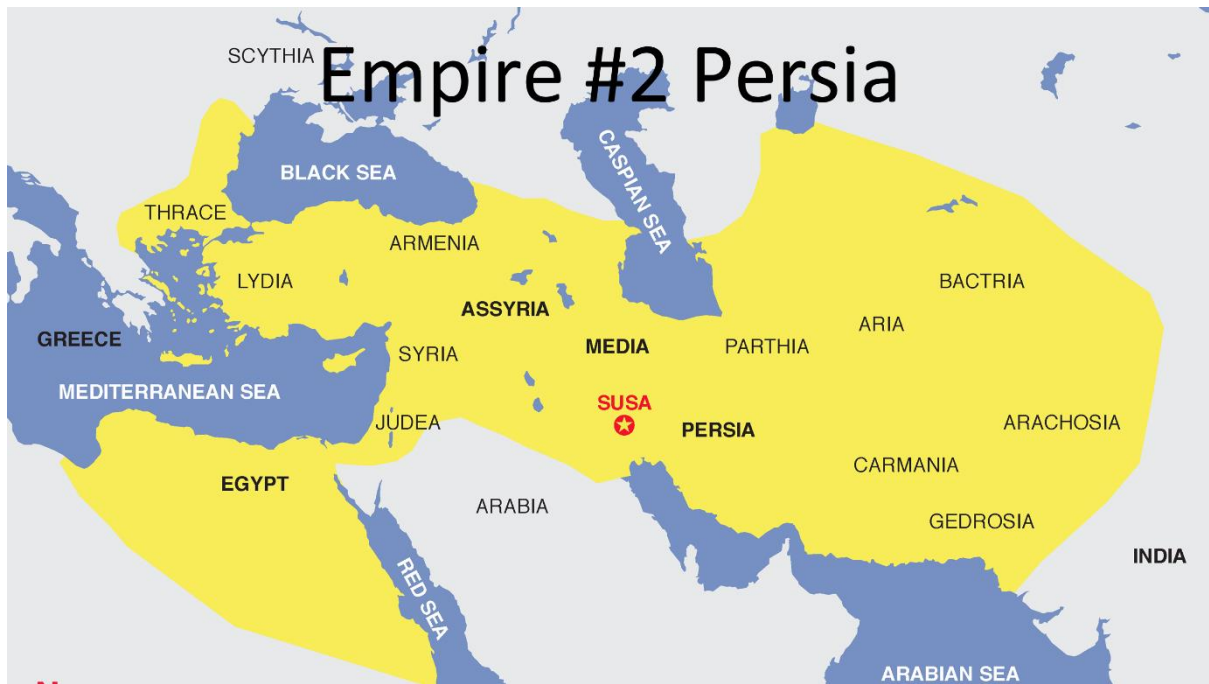 SCYTHIA
Empire #2 Persia
CASPIAN SEA
BLACK SEA
THRACE
ARMENIA
LYDIA
BACTRIA
ASSYRIA
ARIA
GREECE
SYRIA
MEDIA
PARTHIA
MEDITERRANEAN SEA
SUSA
JUDEA
PERSIA
ARACHOSIA
CARMANIA
EGYPT
ARABIA
GEDROSIA
INDIA
RED SEA
ARABIAN SEA